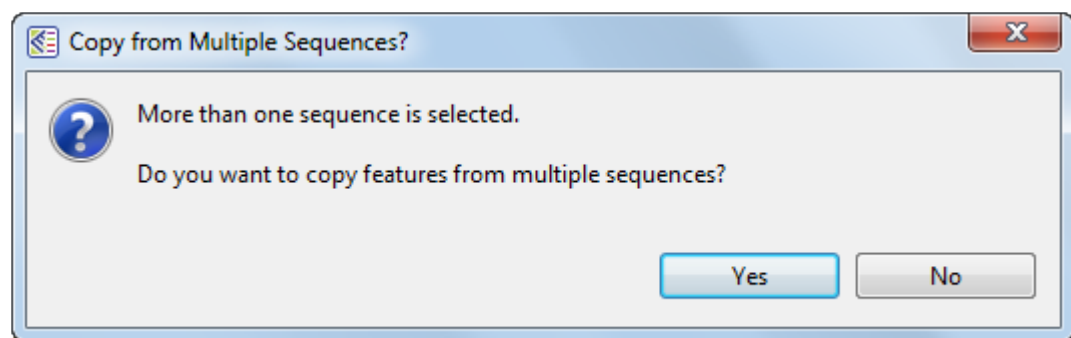 Copy from Multiple Sequences?
More than one sequence is selected.
Do you want to copy features from multiple sequences?
Yes
No